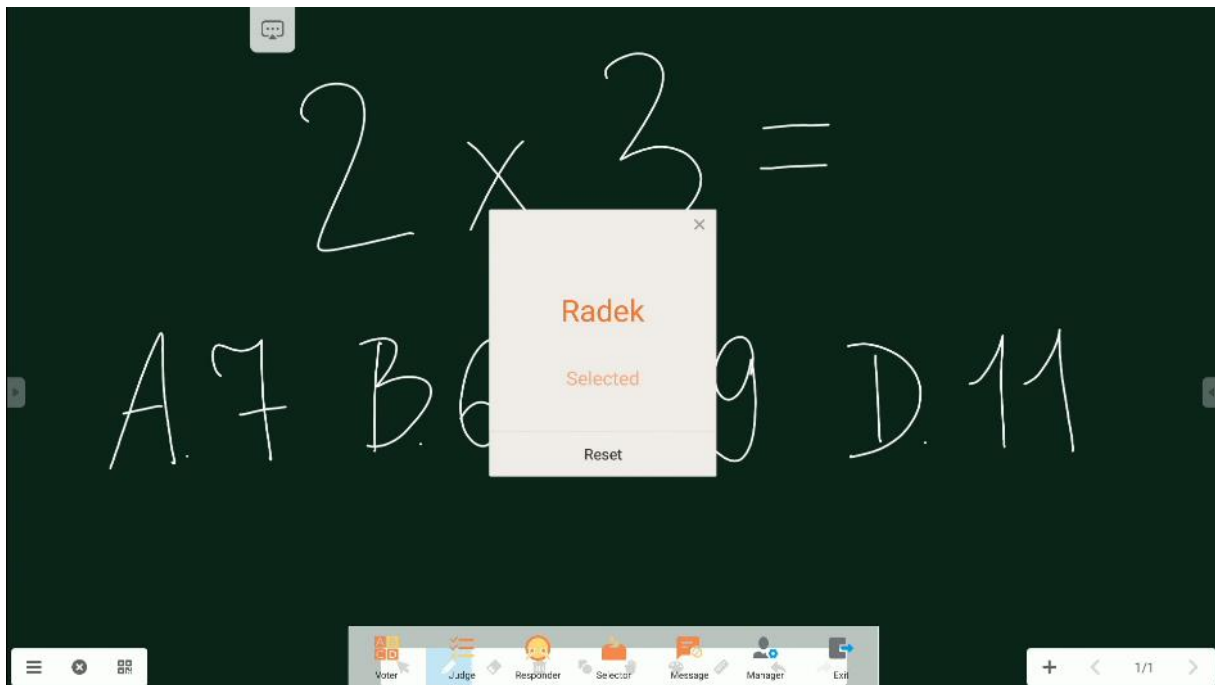 2 x 3 =
Radek
Selected
Reset
A. 7 B. 6 9 D. 11
Voter Judge Responder Selector Message Manager Exit
1/1